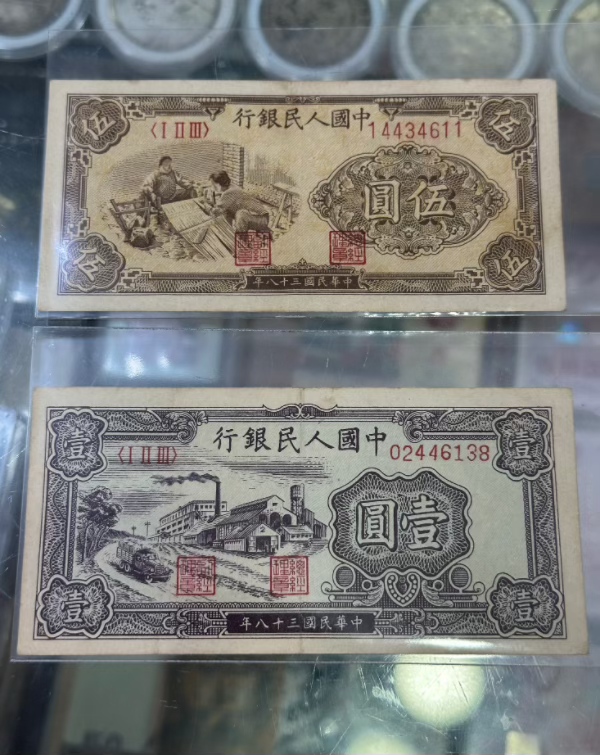 伍
伍
中國人民銀行
〈I II III〉
14434611
伍圓
伍
伍
中華民國三十八年
壹
壹
中國人民銀行
〈I II III〉
02446138
壹圓
壹
壹
中華民國三十八年